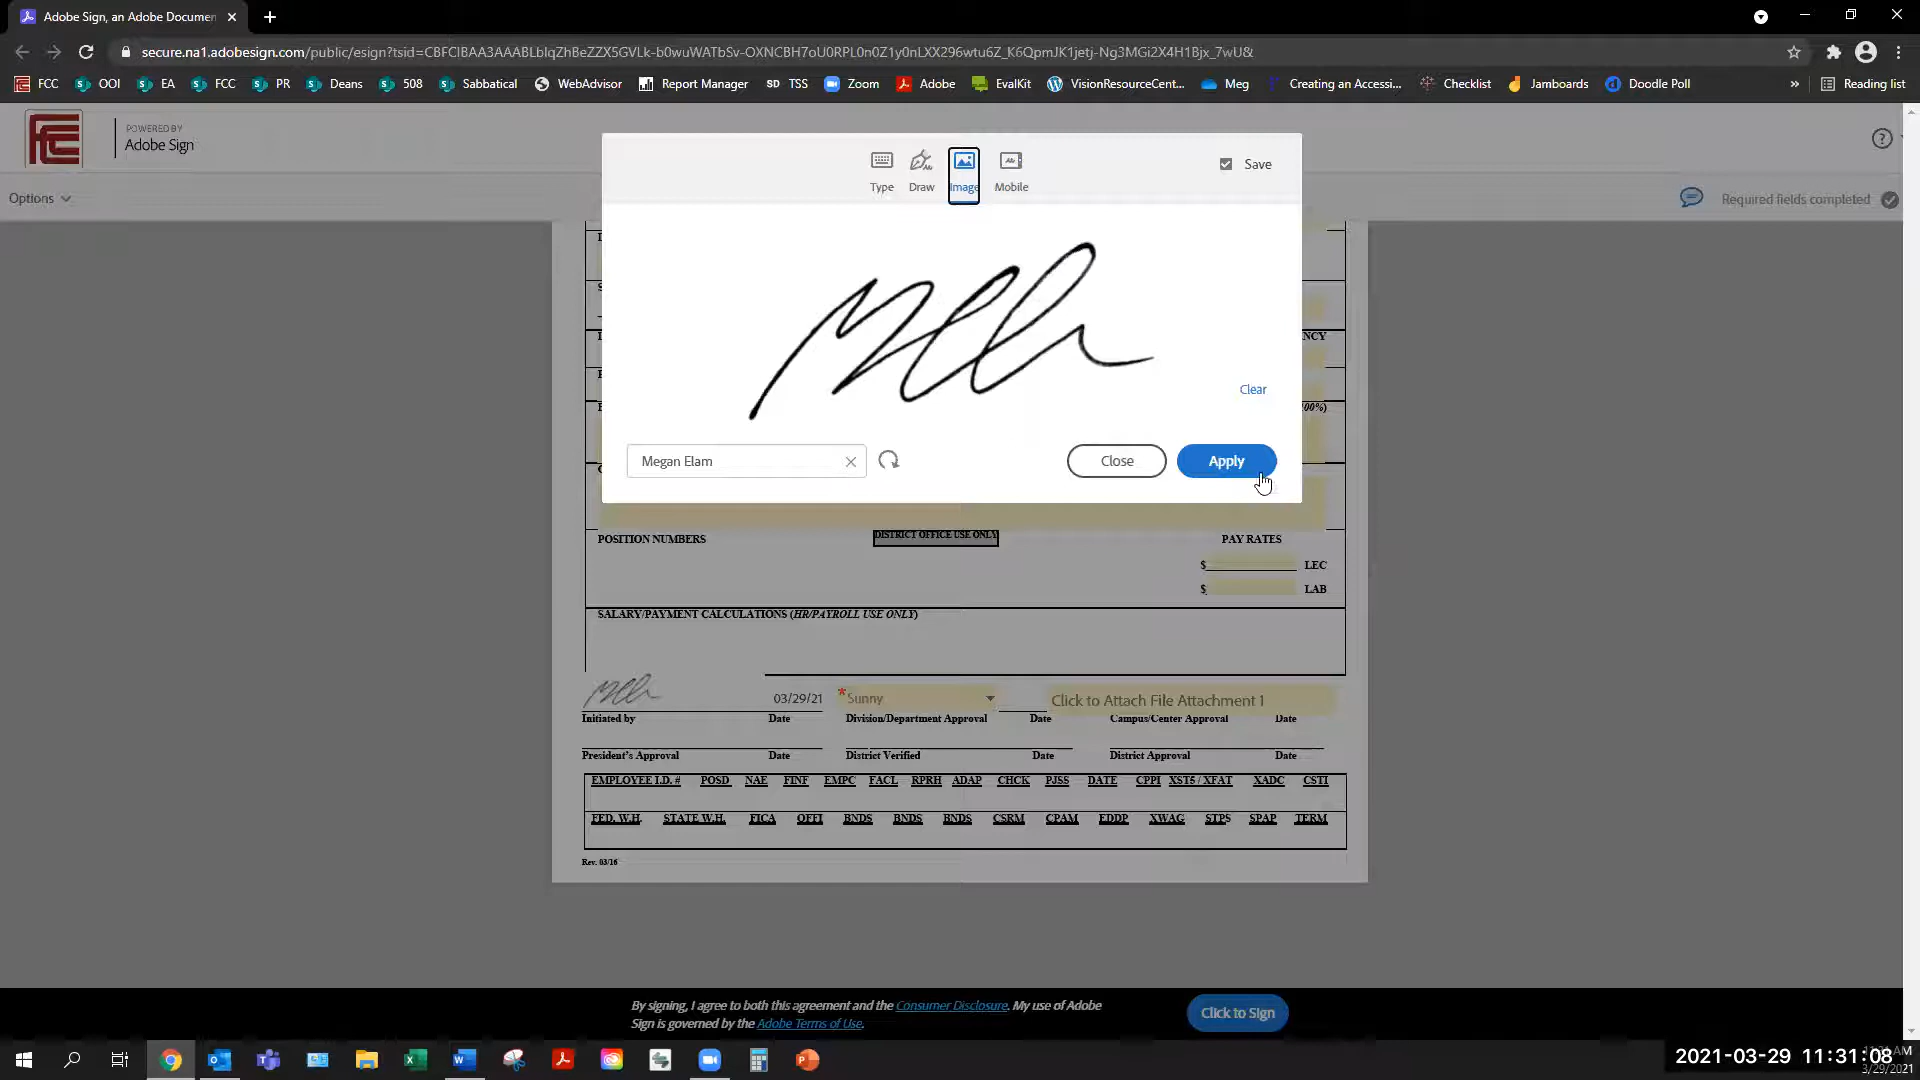 Adobe Sign, an Adobe Documen
secure.na1.adobesign.com/public/esign?tsid=CBFCIBAA3AAABLblqZhBeZZX5GVLk-b0wuWATbSv-OXNCBH7oU0RPL0n0Z1y0nLXX296wtu6Z_K6QpmJK1jetj-Ng3MGi2X4H1Bjx_7wU&
FCC OOI EA FCC PR Deans 508 Sabbatical WebAdvisor Report Manager SD TSS Zoom Adobe EvalKit VisionResourceCent... Meg Creating an Accessi... Checklist Jamboards Doodle Poll » Reading list
FCC POWERED BY
Adobe Sign
Type Draw Image Mobile Save
Options
Required fields completed
NCY
Clear
100%)
Megan Elam
Close Apply
POSITION NUMBERS DISTRICT OFFICE USE ONLY PAY RATES
$ LEC
$ LAB
SALARY/PAYMENT CALCULATIONS (HR/PAYROLL USE ONLY)
03/29/21 * Sunny Click to Attach File Attachment 1
Initiated by Date Division/Department Approval Date Campus/Center Approval Date
President's Approval Date District Verified Date District Approval Date
EMPLOYEE I.D. # POSD NAE FINF EMPC FACL RPRH ADAP CHCK PJSS DATE CPPI XST5 / XFAT XADC CSTI
FED. W.H. STATE W.H. FICA OFFI BNDS BNDS BNDS CSRM CPAM EDDP XWAG STPS SPAP TERM
Rev. 03/16
By signing, I agree to both this agreement and the Consumer Disclosure. My use of Adobe
Sign is governed by the Adobe Terms of Use.
Click to Sign
2021-03-29 11:31:08
3/29/2021